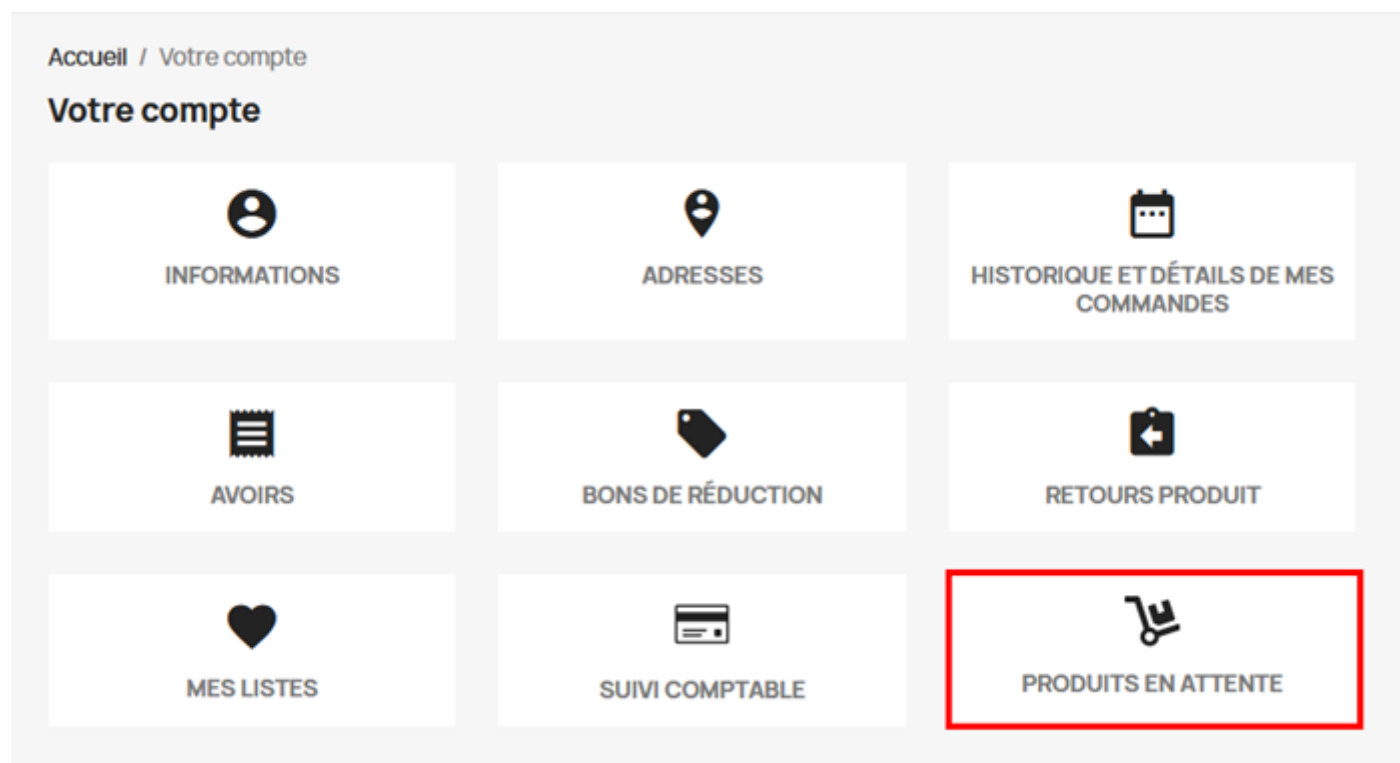 Accueil / Votre compte
Votre compte
INFORMATIONS
ADRESSES
HISTORIQUE ET DÉTAILS DE MES
COMMANDES
AVOIRS
BONS DE RÉDUCTION
RETOURS PRODUIT
MES LISTES
SUIVI COMPTABLE
PRODUITS EN ATTENTE